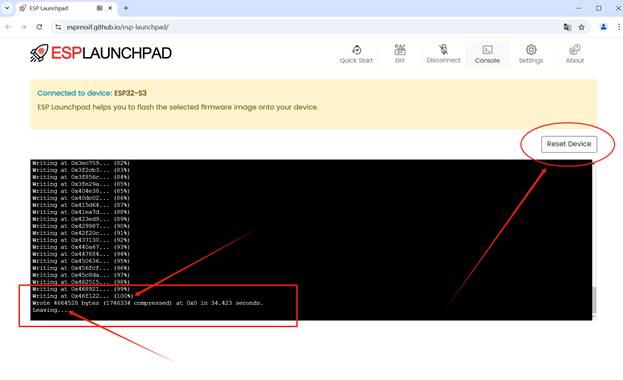 ESP Launchpad
espressif.github.io/esp-launchpad/
ESPLAUNCHPAD
Quick Start
DIY
Disconnect
Console
Settings
About
Connected to device: ESP32-S3
ESP Launchpad helps you to flash the selected firmware image onto your device.
Reset Device
Writing at 0x3ec759... (82%)
Writing at 0x3f2cb3... (83%)
Writing at 0x3f856c... (84%)
Writing at 0x3fe29a... (85%)
Writing at 0x404e38... (85%)
Writing at 0x40dc02... (86%)
Writing at 0x415d64... (87%)
Writing at 0x41ea7d... (88%)
Writing at 0x423ed9... (89%)
Writing at 0x429987... (90%)
Writing at 0x42f20c... (91%)
Writing at 0x437130... (92%)
Writing at 0x440a67... (93%)
Writing at 0x447884... (94%)
Writing at 0x450636... (95%)
Writing at 0x456fcf... (96%)
Writing at 0x45c8da... (97%)
Writing at 0x462515... (98%)
Writing at 0x468921... (99%)
Writing at 0x46f122... (100%)
Wrote 4664528 bytes (1746334 compressed) at 0x0 in 34.423 seconds.
Leaving...